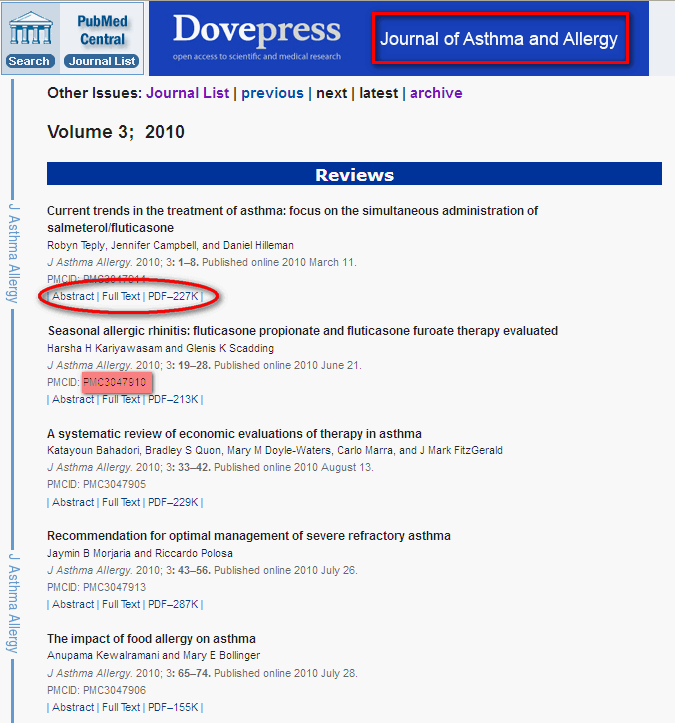 PubMed
Central
Search
Journal List
Dovepress
open access to scientific and medical research
Journal of Asthma and Allergy
Other Issues: Journal List | previous | next | latest | archive
Volume 3; 2010
Reviews
J Asthma Allergy
Current trends in the treatment of asthma: focus on the simultaneous administration of
salmeterol/fluticasone
Robyn Teply, Jennifer Campbell, and Daniel Hilleman
J Asthma Allergy. 2010; 3: 1–8. Published online 2010 March 11.
PMCID:
| Abstract | Full Text | PDF–227K |
Seasonal allergic rhinitis: fluticasone propionate and fluticasone furoate therapy evaluated
Harsha H Kariyawasam and Glenis K Scadding
J Asthma Allergy. 2010; 3: 19–28. Published online 2010 June 21.
PMCID: PMC3047910
| Abstract | Full Text | PDF–213K |
A systematic review of economic evaluations of therapy in asthma
Katayoun Bahadori, Bradley S Quon, Mary M Doyle-Waters, Carlo Marra, and J Mark FitzGerald
J Asthma Allergy. 2010; 3: 33–42. Published online 2010 August 13.
PMCID: PMC3047905
| Abstract | Full Text | PDF–229K |
Recommendation for optimal management of severe refractory asthma
Jaymin B Morjaria and Riccardo Polosa
J Asthma Allergy. 2010; 3: 43–56. Published online 2010 July 26.
PMCID: PMC3047913
| Abstract | Full Text | PDF–287K |
J Asthma Allergy
The impact of food allergy on asthma
Anupama Kewalramani and Mary E Bollinger
J Asthma Allergy. 2010; 3: 65–74. Published online 2010 July 28.
PMCID: PMC3047906
| Abstract | Full Text | PDF–155K |